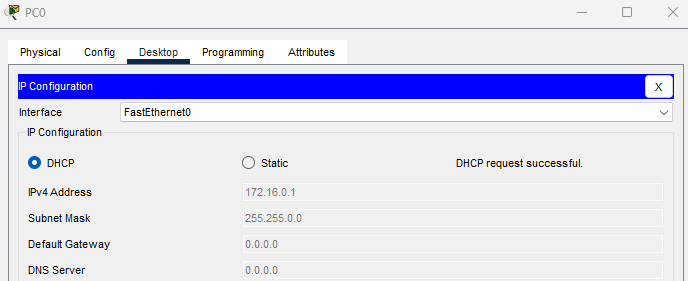 PC0
Physical Config Desktop Programming Attributes
IP Configuration X
Interface FastEthernet0
IP Configuration
DHCP Static DHCP request successful.
IPv4 Address 172.16.0.1
Subnet Mask 255.255.0.0
Default Gateway 0.0.0.0
DNS Server 0.0.0.0